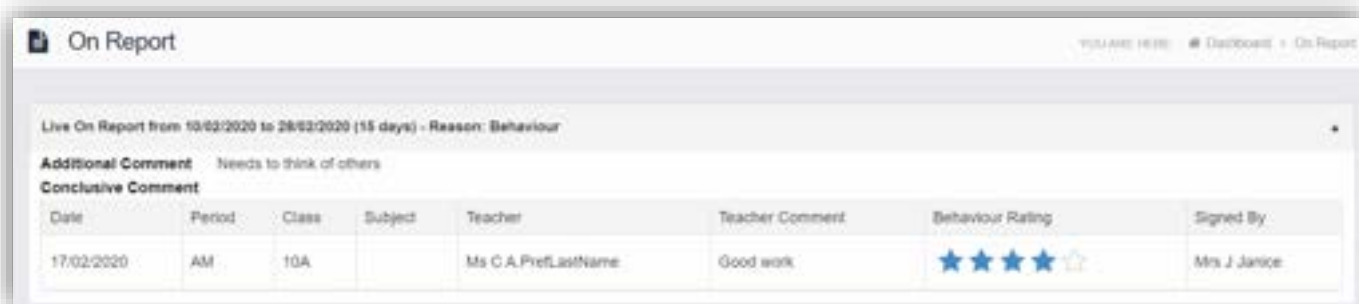 On Report
YOU ARE HERE: Dashboard > On Report
Live On Report from 10/02/2020 to 28/02/2020 (15 days) - Reason: Behaviour
Additional Comment Needs to think of others
Conclusive Comment
Date Period Class Subject Teacher Teacher Comment Behaviour Rating Signed By
17/02/2020 AM 10A Ms C A PrefLastName Good work Mrs J Janice